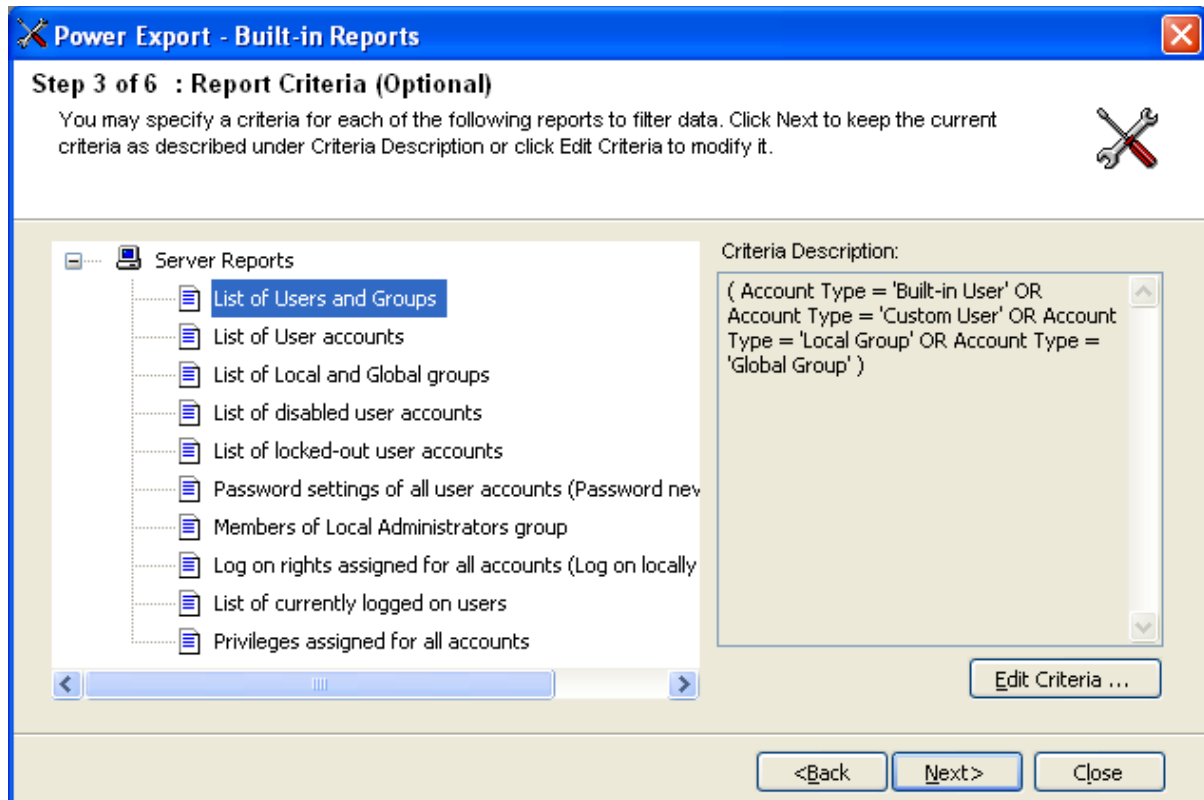 Power Export - Built-in Reports
Step 3 of 6 : Report Criteria (Optional)
You may specify a criteria for each of the following reports to filter data. Click Next to keep the current
criteria as described under Criteria Description or click Edit Criteria to modify it.
Server Reports
List of Users and Groups
List of User accounts
List of Local and Global groups
List of disabled user accounts
List of locked-out user accounts
Password settings of all user accounts (Password nev
Members of Local Administrators group
Log on rights assigned for all accounts (Log on locally
List of currently logged on users
Privileges assigned for all accounts
Criteria Description:
( Account Type = 'Built-in User' OR
Account Type = 'Custom User' OR Account
Type = 'Local Group' OR Account Type =
'Global Group' )
Edit Criteria ...
<Back
Next>
Close